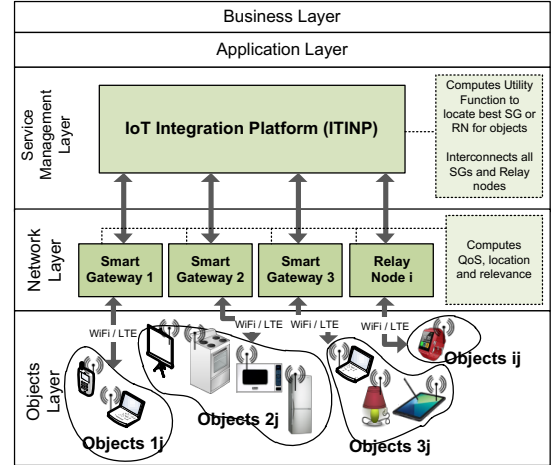 Business Layer
Application Layer
Service
Management
Layer
IoT Integration Platform (ITINP)
Computes Utility
Function to
locate best SG or
RN for objects
Interconnects all
SGs and Relay
nodes
Network
Layer
Smart
Gateway 1
Smart
Gateway 2
Smart
Gateway 3
Relay
Node i
Computes
QoS, location
and relevance
Objects
Layer
WiFi / LTE
WiFi / LTE
WiFi / LTE
WiFi / LTE
Objects ij
Objects 1j
Objects 2j
Objects 3j